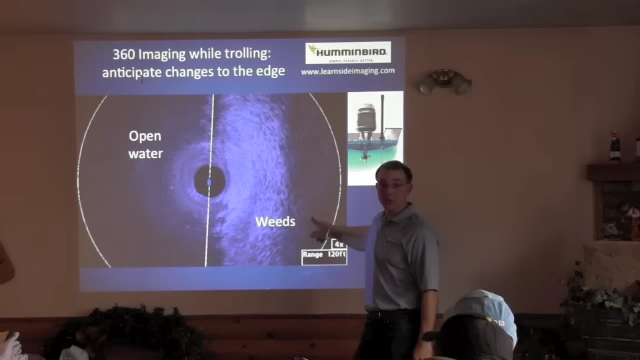 360 Imaging while trolling:
anticipate changes to the edge
HUMMINBIRD
www.learnsideimaging.com
Open
water
Weeds
4x
Range 120ft